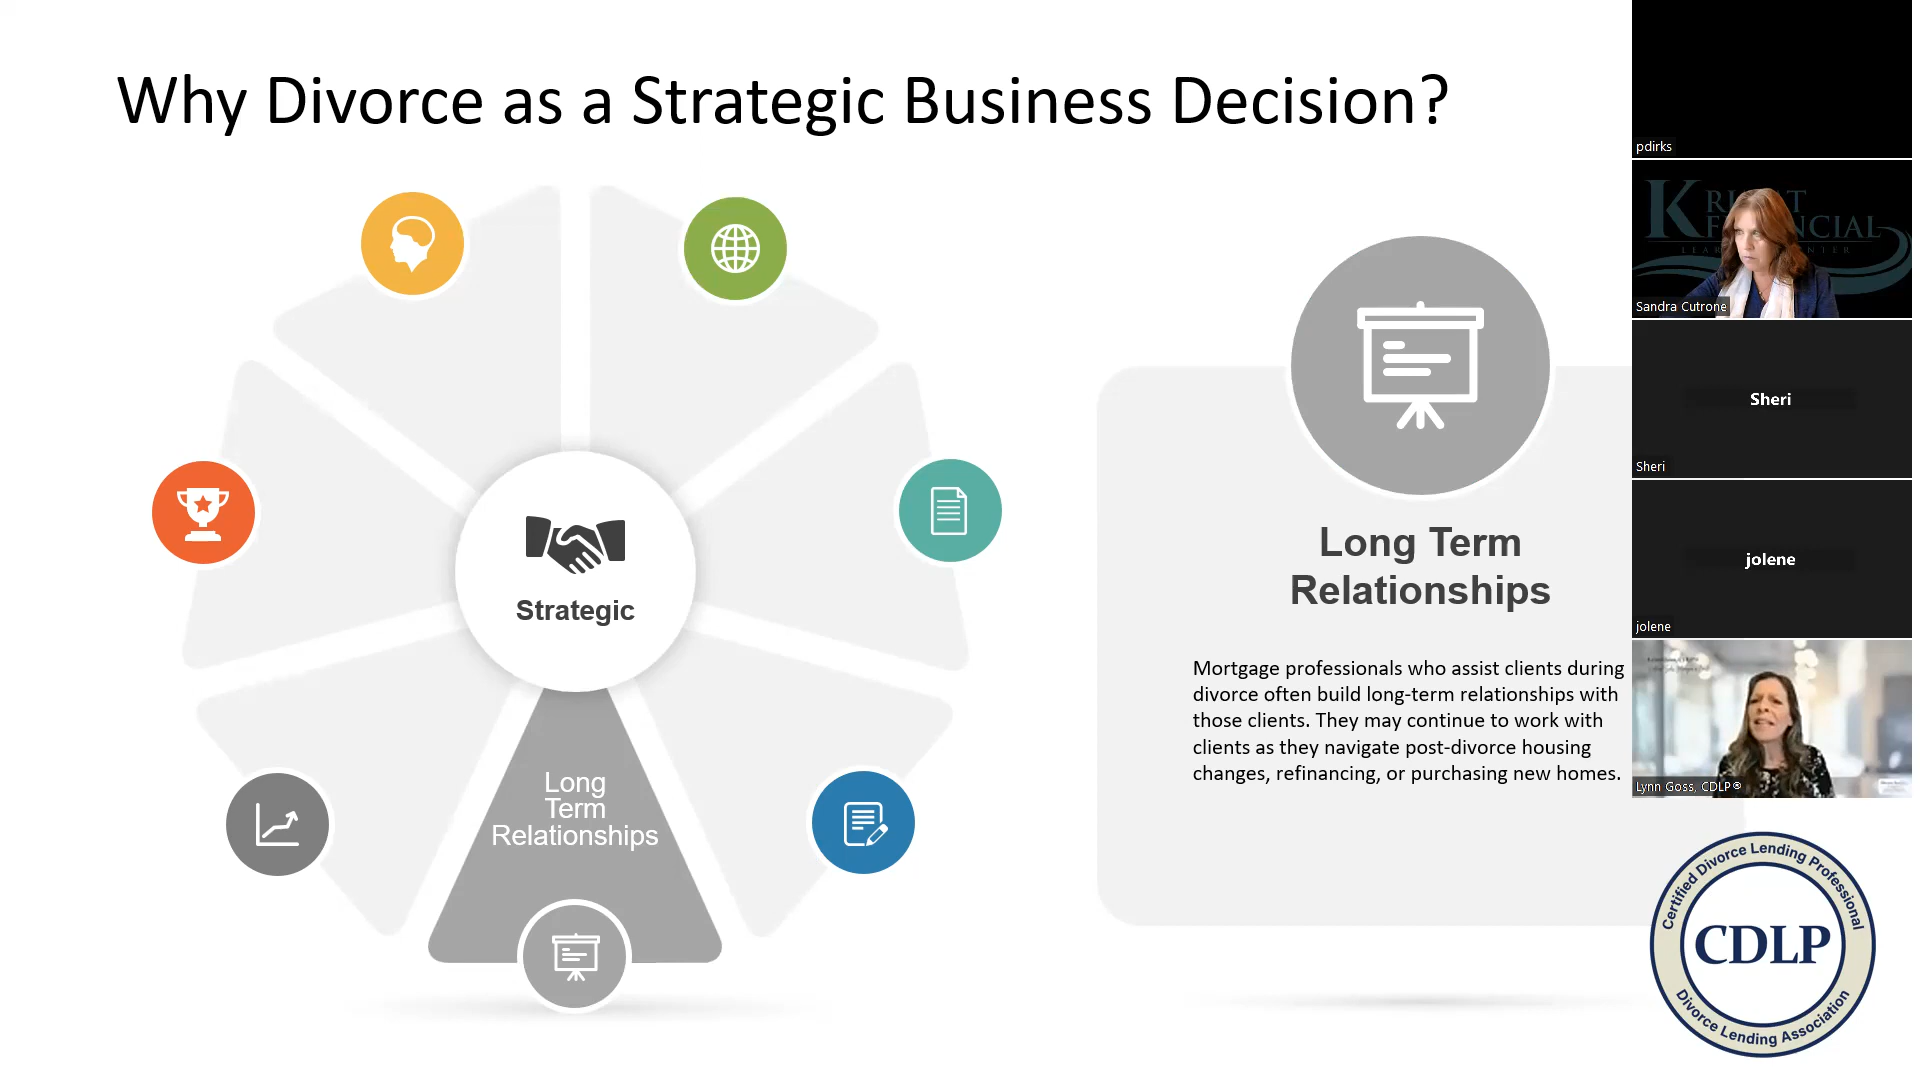 Why Divorce as a Strategic Business Decision?
Strategic
Long
Term
Relationships
Long Term
Relationships
Mortgage professionals who assist clients during
divorce often build long-term relationships with
those clients. They may continue to work with
clients as they navigate post-divorce housing
changes, refinancing, or purchasing new homes.
pdirks
Sandra Cutrone
Sheri
Sheri
jolene
jolene
Lynn Goss, CDLP®
Certified Divorce Lending Professional
CDLP
Divorce Lending Association